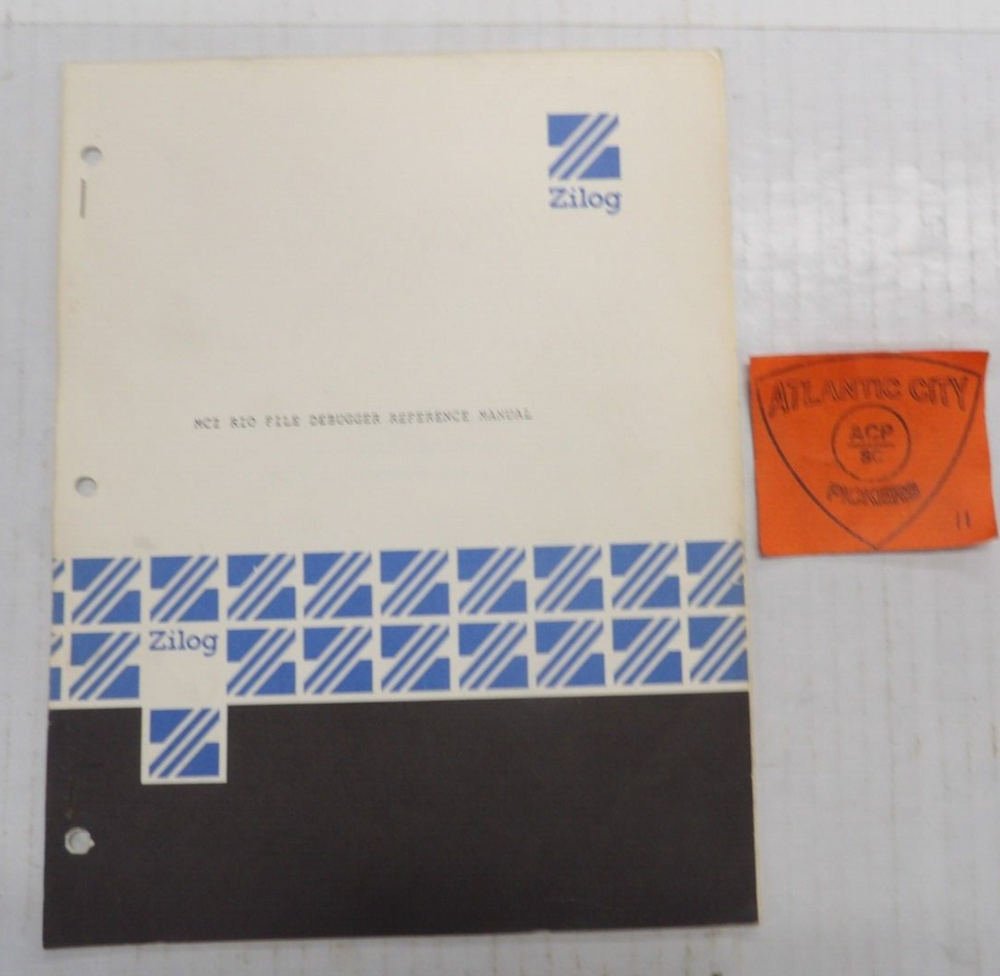 Zilog
MCZ RIO FILE DEBUGGER REFERENCE MANUAL
Zilog
ATLANTIC CITY
ACP
SC
PICKERS
11